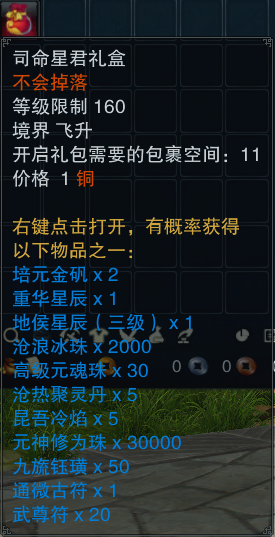 司命星君礼盒
不会掉落
等级限制 160
境界 飞升
开启礼包需要的包裹空间：11
价格 1 铜
右键点击打开，有概率获得
以下物品之一：
培元金矾 x 2
重华星辰 x 1
地侯星辰（三级）x 1
沧浪冰珠 x 2000
高级元魂珠 x 30
沧热聚灵丹 x 5
昆吾冷焰 x 5
元神修为珠 x 30000
九旒钰璜 x 50
通微古符 x 1
武尊符 x 20
0
0